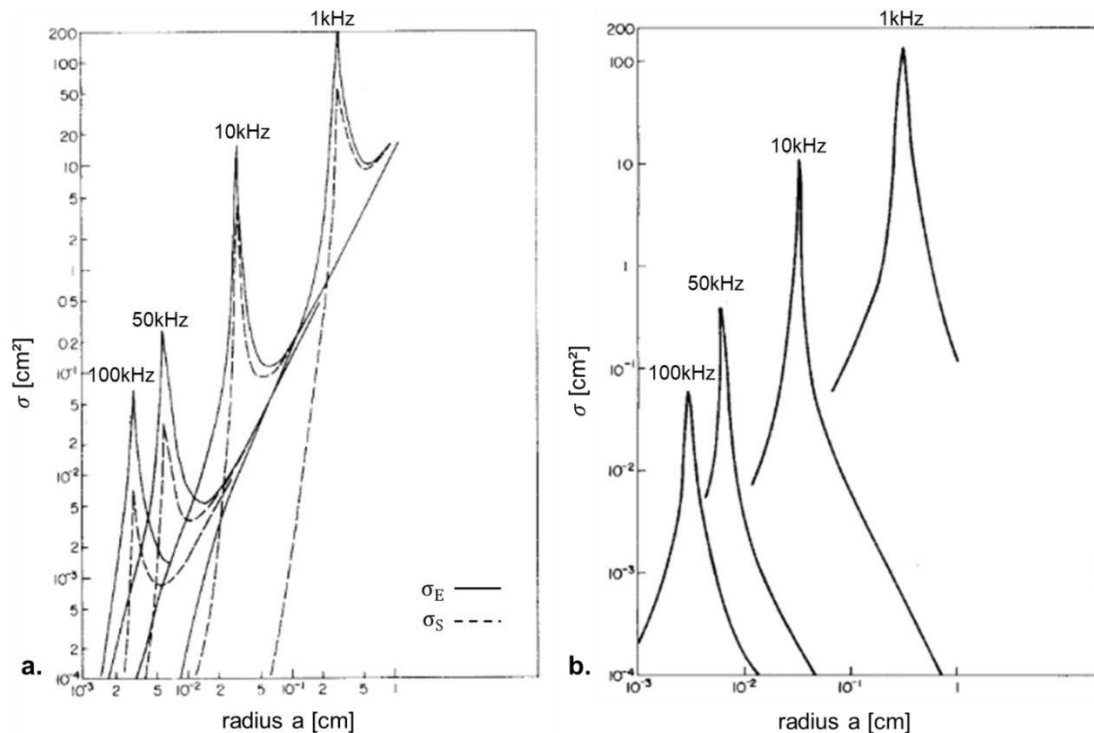 1kHz
200
100
50
20
10
5
2
1
0.5
0.2
10⁻¹
5
2
10⁻²
5
2
10⁻³
5
2
10⁻⁴
10kHz
50kHz
100kHz
σ [cm²]
σ_E
σ_S
a.
10⁻³ 2 5 10⁻² 2 5 10⁻¹ 2 5 1
radius a [cm]
1kHz
200
100
10
1
10⁻¹
10⁻²
10⁻³
10⁻⁴
10kHz
50kHz
100kHz
σ [cm²]
b.
10⁻³ 10⁻² 10⁻¹ 1
radius a [cm]